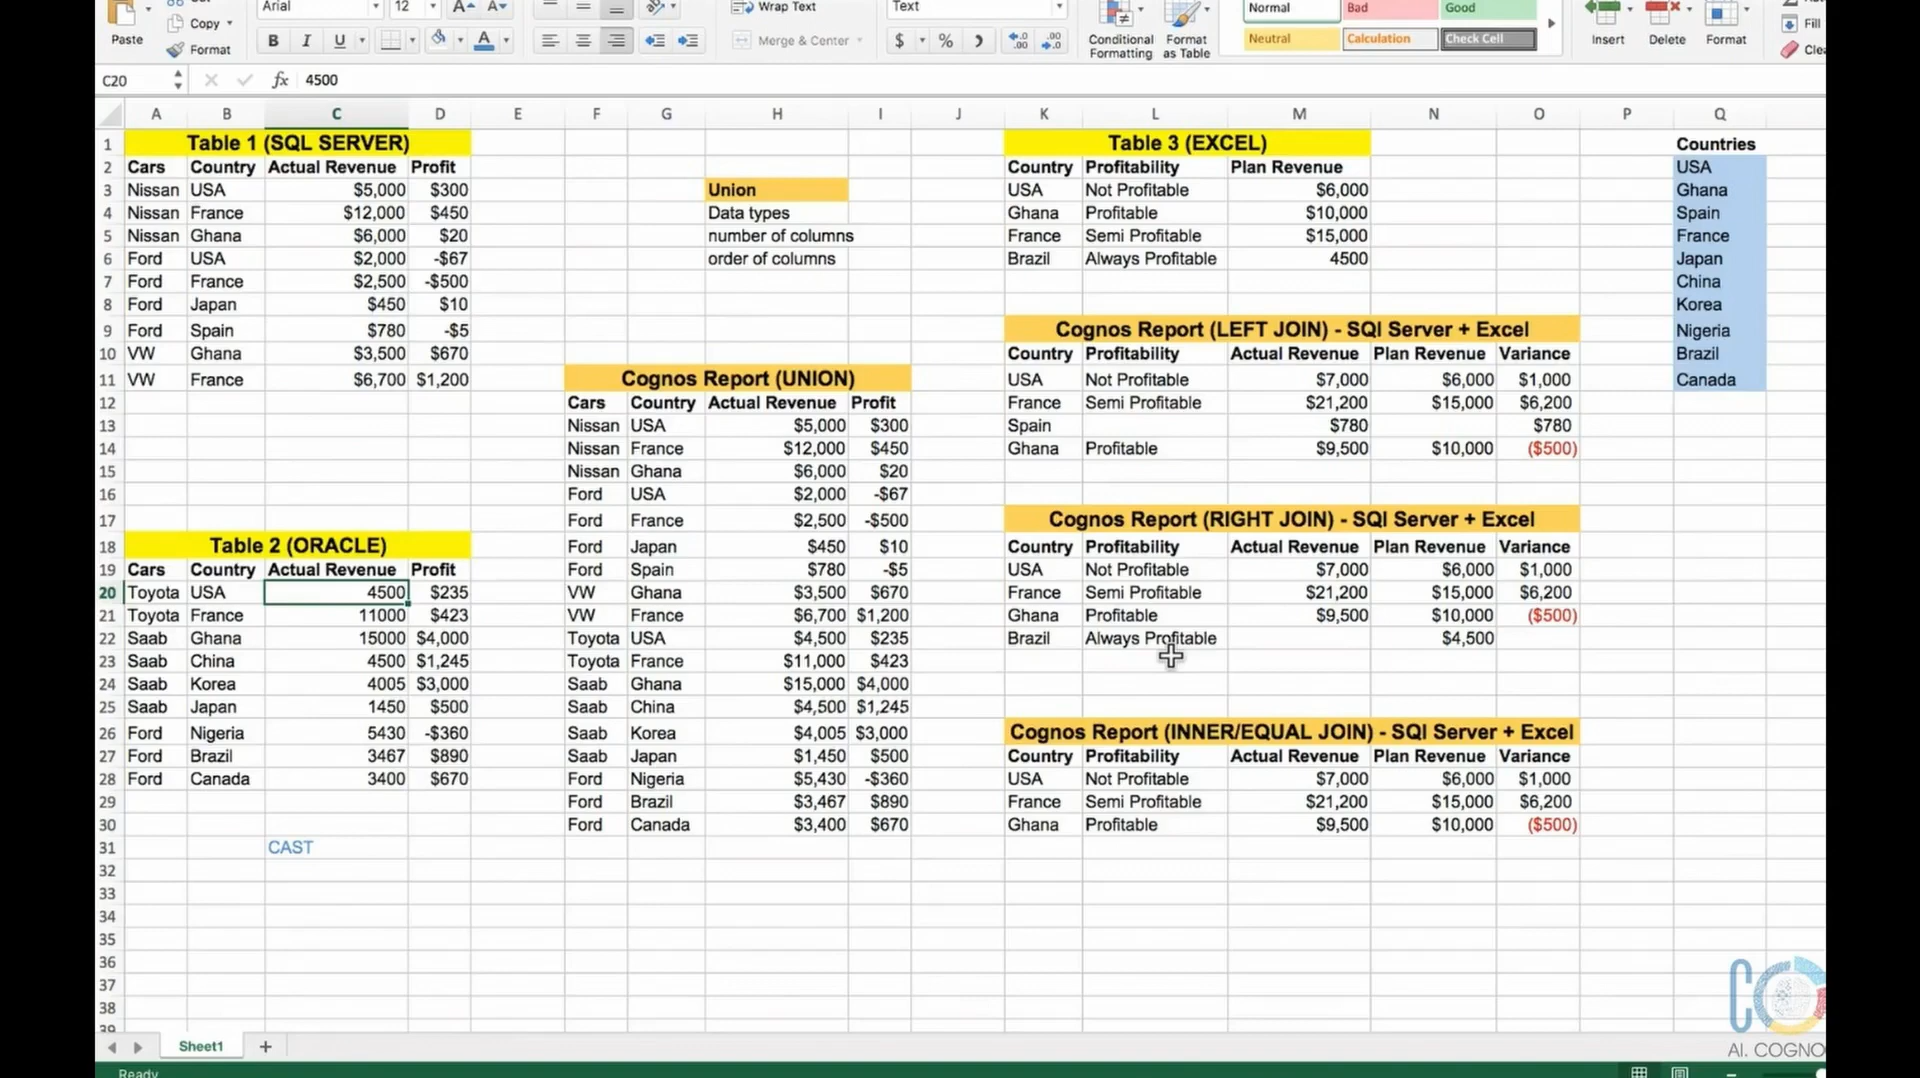 Arial 12 Wrap Text Text Normal Bad Good
Copy
Paste Format B I U Merge & Center $ % Conditional Formatting Format as Table Neutral Calculation Check Cell Insert Delete Format Fill
C20 fx 4500
A B C D E F G H I J K L M N O P Q
1 Table 1 (SQL SERVER) Table 3 (EXCEL) Countries
2 Cars Country Actual Revenue Profit Country Profitability Plan Revenue USA
3 Nissan USA $5,000 $300 Union USA Not Profitable $6,000 Ghana
4 Nissan France $12,000 $450 Data types Ghana Profitable $10,000 Spain
5 Nissan Ghana $6,000 $20 number of columns France Semi Profitable $15,000 France
6 Ford USA $2,000 -$67 order of columns Brazil Always Profitable 4500 Japan
7 Ford France $2,500 -$500 China
8 Ford Japan $450 $10 Korea
9 Ford Spain $780 -$5 Cognos Report (LEFT JOIN) - SQl Server + Excel Nigeria
10 VW Ghana $3,500 $670 Country Profitability Actual Revenue Plan Revenue Variance Brazil
11 VW France $6,700 $1,200 Cognos Report (UNION) USA Not Profitable $7,000 $6,000 $1,000 Canada
12 Cars Country Actual Revenue Profit France Semi Profitable $21,200 $15,000 $6,200
13 Nissan USA $5,000 $300 Spain $780 $780
14 Nissan France $12,000 $450 Ghana Profitable $9,500 $10,000 ($500)
15 Nissan Ghana $6,000 $20
16 Ford USA $2,000 -$67
17 Ford France $2,500 -$500 Cognos Report (RIGHT JOIN) - SQl Server + Excel
18 Table 2 (ORACLE) Ford Japan $450 $10 Country Profitability Actual Revenue Plan Revenue Variance
19 Cars Country Actual Revenue Profit Ford Spain $780 -$5 USA Not Profitable $7,000 $6,000 $1,000
20 Toyota USA 4500 $235 VW Ghana $3,500 $670 France Semi Profitable $21,200 $15,000 $6,200
21 Toyota France 11000 $423 VW France $6,700 $1,200 Ghana Profitable $9,500 $10,000 ($500)
22 Saab Ghana 15000 $4,000 Toyota USA $4,500 $235 Brazil Always Profitable $4,500
23 Saab China 4500 $1,245 Toyota France $11,000 $423
24 Saab Korea 4005 $3,000 Saab Ghana $15,000 $4,000
25 Saab Japan 1450 $500 Saab China $4,500 $1,245
26 Ford Nigeria 5430 -$360 Saab Korea $4,005 $3,000 Cognos Report (INNER/EQUAL JOIN) - SQl Server + Excel
27 Ford Brazil 3467 $890 Saab Japan $1,450 $500 Country Profitability Actual Revenue Plan Revenue Variance
28 Ford Canada 3400 $670 Ford Nigeria $5,430 -$360 USA Not Profitable $7,000 $6,000 $1,000
29 Ford Brazil $3,467 $890 France Semi Profitable $21,200 $15,000 $6,200
30 Ford Canada $3,400 $670 Ghana Profitable $9,500 $10,000 ($500)
31 CAST
32
33
34
35
36
37
38
39
Sheet1 +
AI. COGNO
Ready